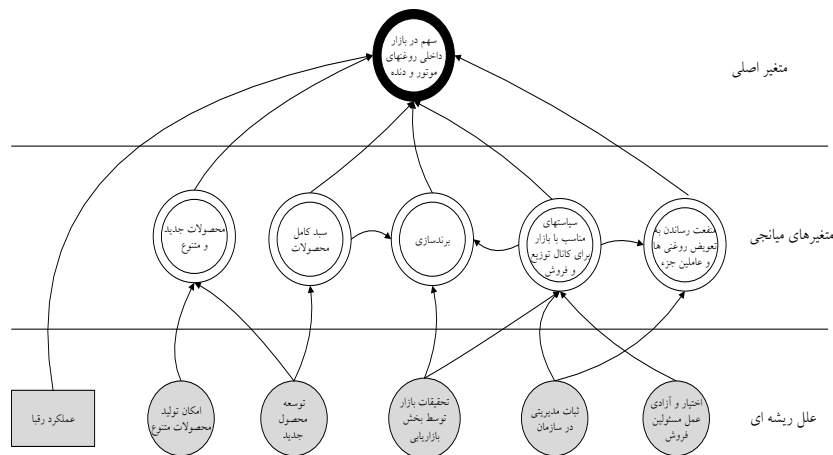 سهم در بازار
داخلی روغنهای
موتور و دنده
متغیر اصلی
محصولات جدید
و متنوع
سبد کامل
محصولات
برندسازی
سیاستهای
مناسب با بازار
برای کانال توزیع
و فروش
منفعت رساندن به
تعویض روغنی ها
و عاملین جزء
متغیرهای میانجی
عملکرد رقبا
امکان تولید
محصولات متنوع
توسعه
محصول
جدید
تحقیقات بازار
توسط بخش
بازاریابی
ثبات مدیریتی
در سازمان
اختیار و آزادی
عمل مسئولین
فروش
علل ریشه ای